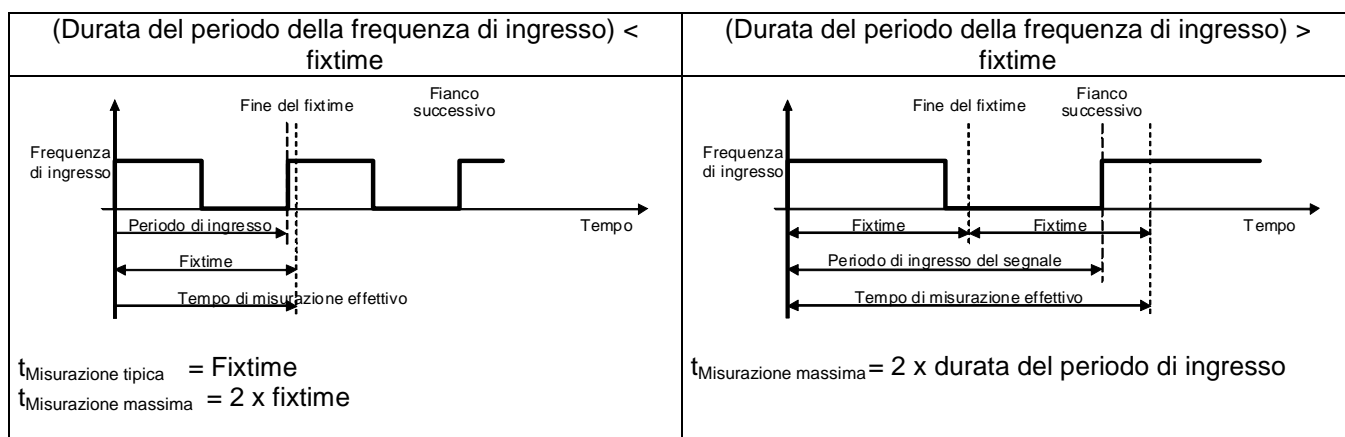 (Durata del periodo della frequenza di ingresso) <
fixtime
Fine del fixtime
Fianco
successivo
Frequenza
di ingresso
Periodo di ingresso
Tempo
Fixtime
Tempo di misurazione effettivo
tMisurazione tipica = Fixtime
tMisurazione massima = 2 x fixtime
(Durata del periodo della frequenza di ingresso) >
fixtime
Fine del fixtime
Fianco
successivo
Frequenza
di ingresso
Tempo
Fixtime
Fixtime
Periodo di ingresso del segnale
Tempo di misurazione effettivo
tMisurazione massima = 2 x durata del periodo di ingresso